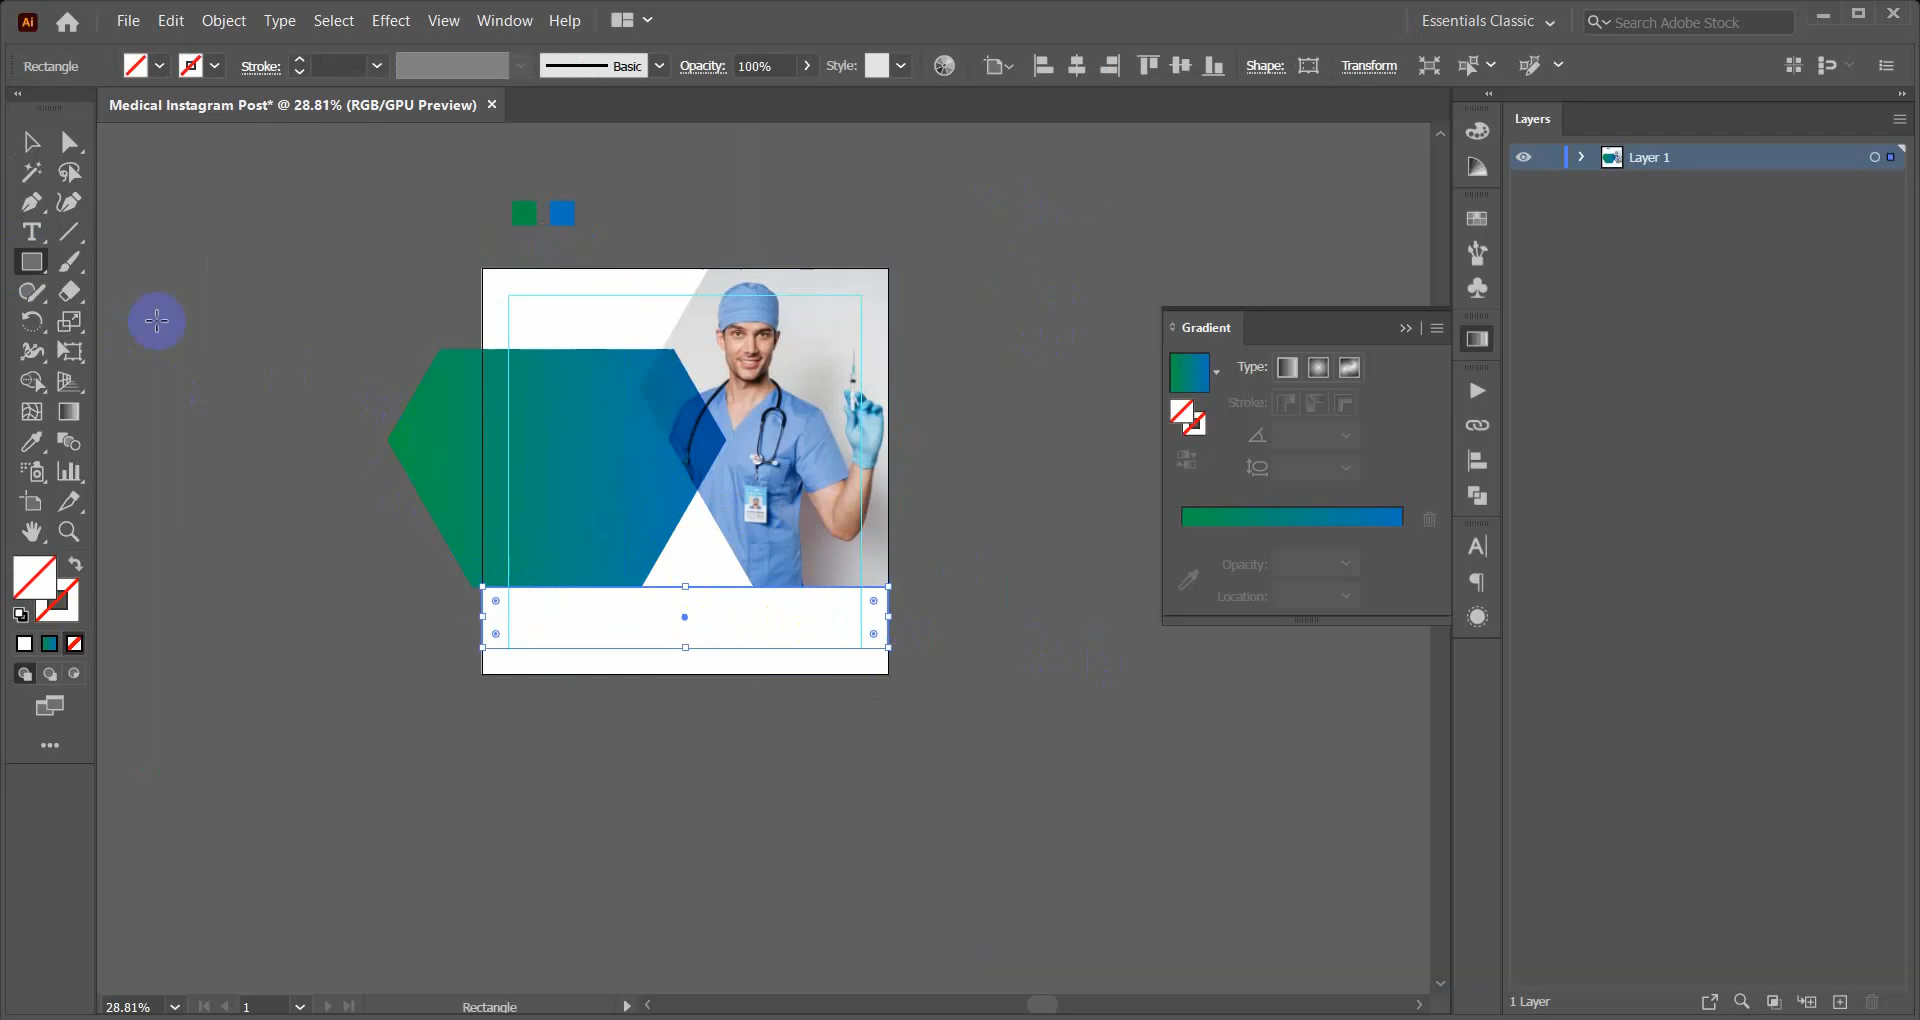 Ai File Edit Object Type Select Effect View Window Help Essentials Classic Search Adobe Stock
Rectangle Stroke: Basic Opacity: 100% Style: Shape: Transform
Medical Instagram Post* @ 28.81% (RGB/GPU Preview) ×
Layers
Layer 1
Gradient
Type:
Stroke:
Opacity:
Location:
28.81% 1 Rectangle
1 Layer